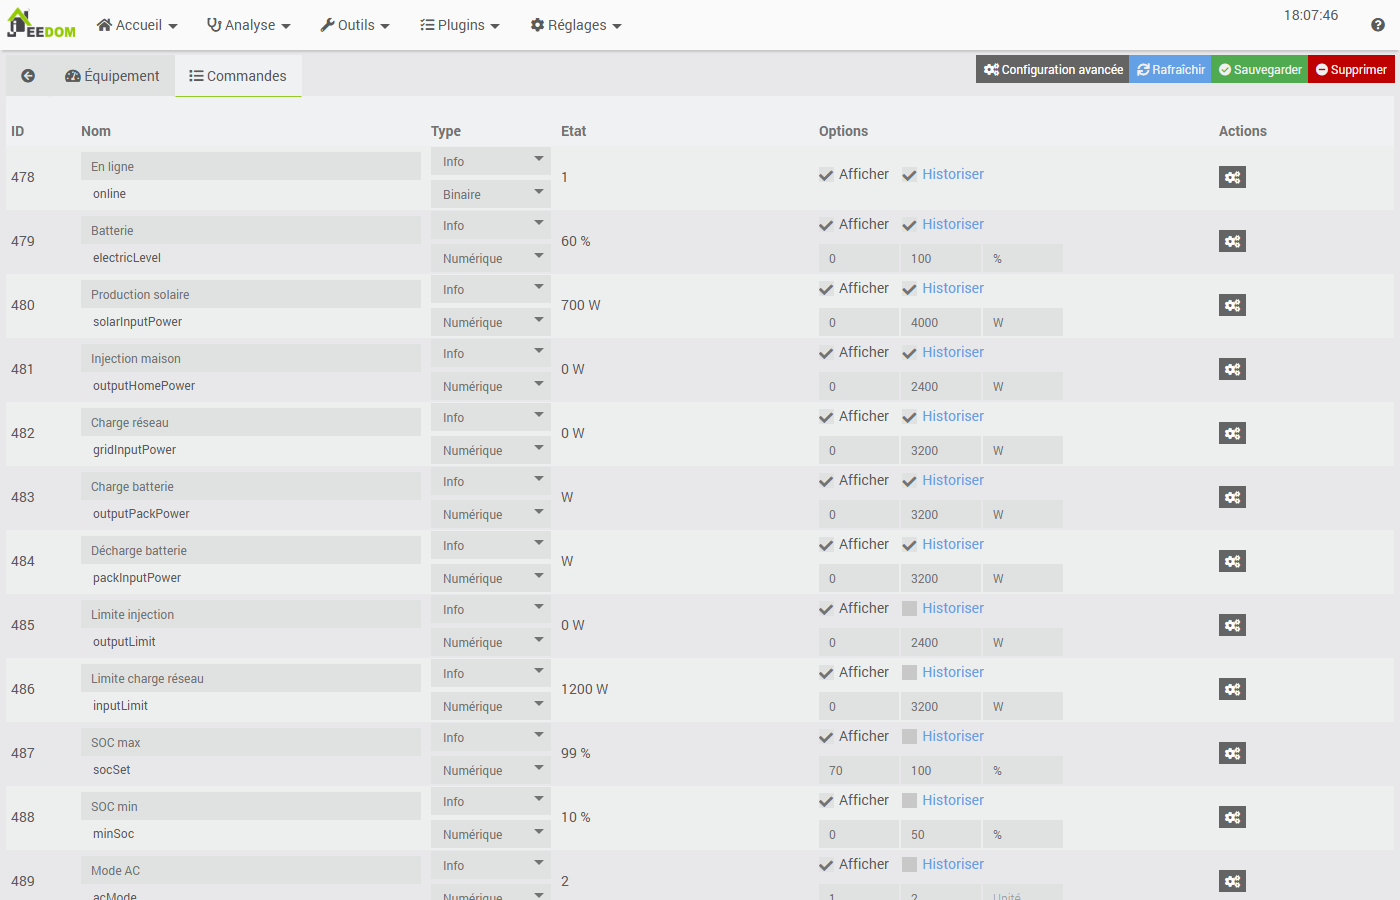 JEEDOM Accueil Analyse Outils Plugins Réglages 18:07:46
Équipement Commandes Configuration avancée Rafraîchir Sauvegarder Supprimer
ID Nom Type Etat Options Actions
478 En ligne Info 1 Afficher Historiser
online Binaire
479 Batterie Info 60 % Afficher Historiser
electricLevel Numérique 0 100 %
480 Production solaire Info 700 W Afficher Historiser
solarInputPower Numérique 0 4000 W
481 Injection maison Info 0 W Afficher Historiser
outputHomePower Numérique 0 2400 W
482 Charge réseau Info 0 W Afficher Historiser
gridInputPower Numérique 0 3200 W
483 Charge batterie Info W Afficher Historiser
outputPackPower Numérique 0 3200 W
484 Décharge batterie Info W Afficher Historiser
packInputPower Numérique 0 3200 W
485 Limite injection Info 0 W Afficher Historiser
outputLimit Numérique 0 2400 W
486 Limite charge réseau Info 1200 W Afficher Historiser
inputLimit Numérique 0 3200 W
487 SOC max Info 99 % Afficher Historiser
socSet Numérique 70 100 %
488 SOC min Info 10 % Afficher Historiser
minSoc Numérique 0 50 %
489 Mode AC Info 2 Afficher Historiser
acMode Numérique 1 2 Unité